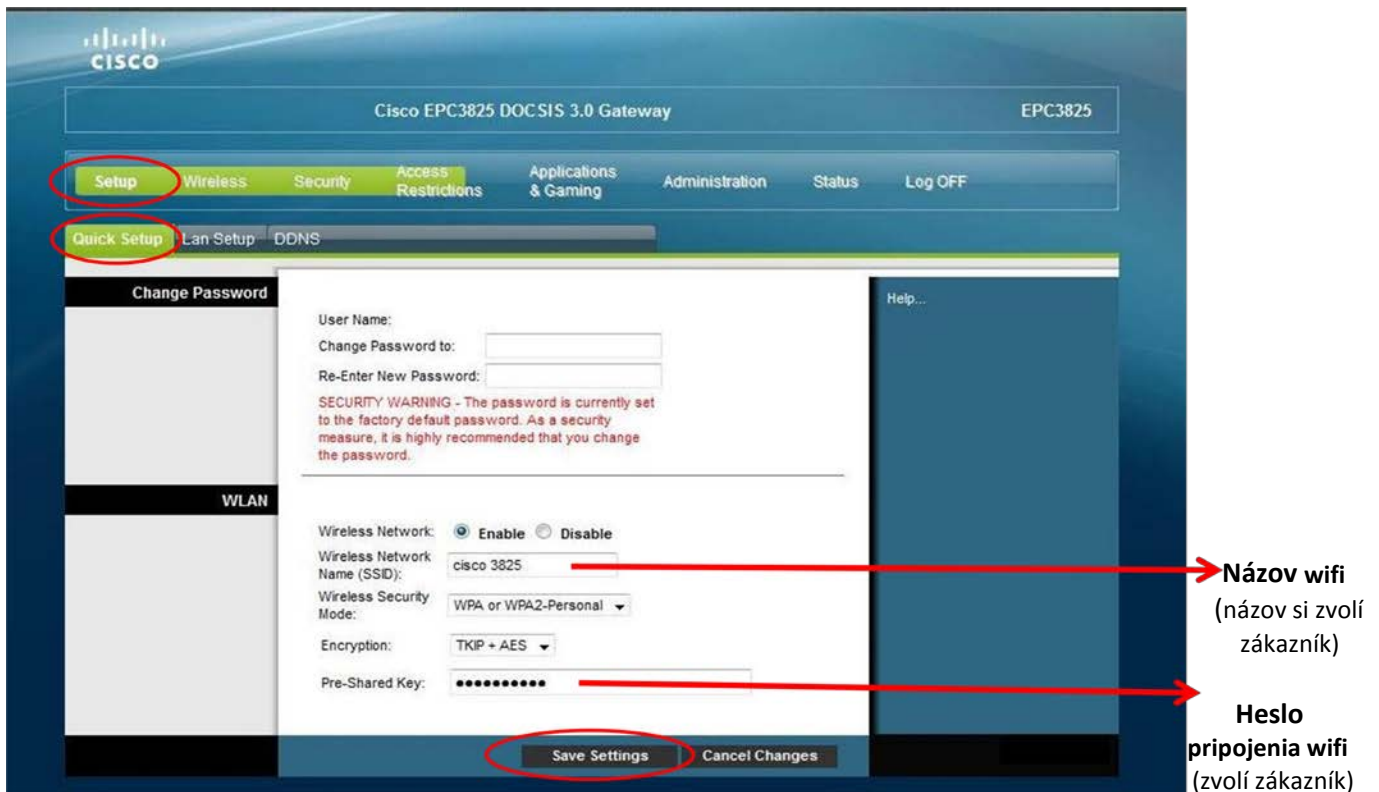 CISCO
Cisco EPC3825 DOCSIS 3.0 Gateway EPC3825
Setup Wireless Security Access Restrictions Applications & Gaming Administration Status Log OFF
Quick Setup Lan Setup DDNS
Change Password
Help...
User Name:
Change Password to:
Re-Enter New Password:
SECURITY WARNING - The password is currently set
to the factory default password. As a security
measure, it is highly recommended that you change
the password.
WLAN
Wireless Network: Enable Disable
Wireless Network
Name (SSID): cisco 3825
Wireless Security
Mode: WPA or WPA2-Personal
Encryption: TKIP + AES
Pre-Shared Key: ••••••••••
Save Settings Cancel Changes
Názov wifi
(názov si zvolí
zákazník)
Heslo
pripojenia wifi
(zvolí zákazník)